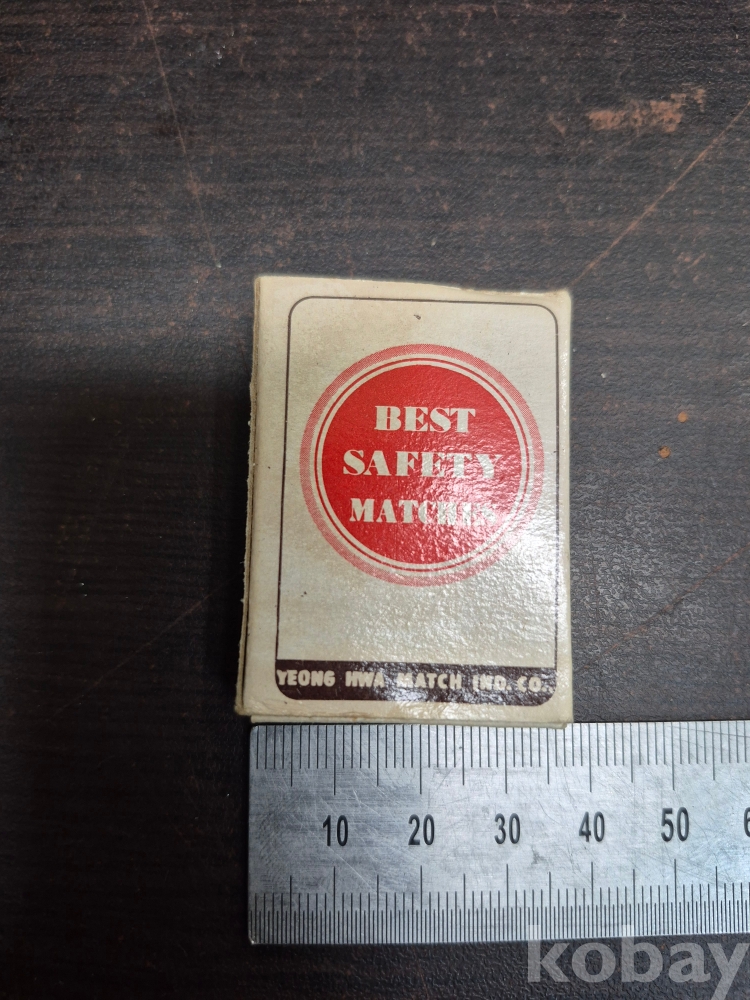 BEST
SAFETY
MATCHES
YEONG HWA MATCH IND. CO.
10 20 30 40 50
kobay